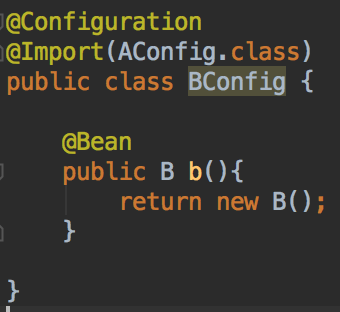 @Configuration
@Import(AConfig.class)
public class BConfig {
@Bean
public B b(){
return new B();
}
}